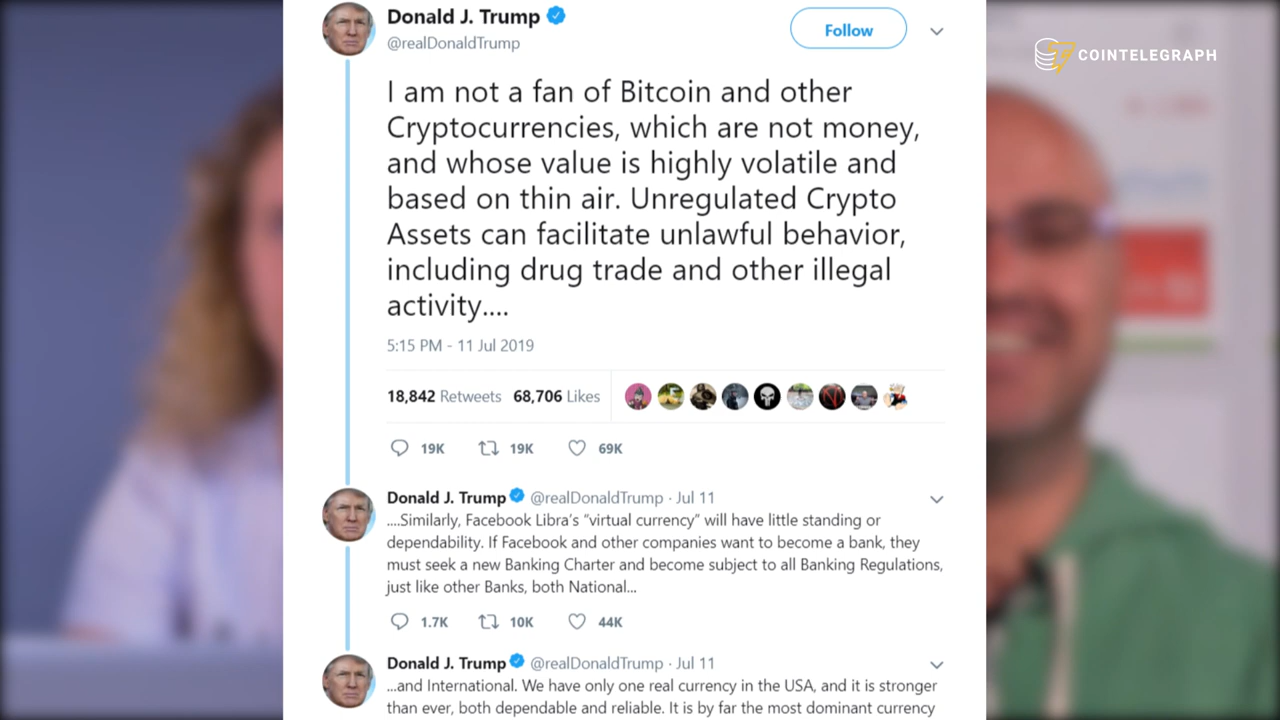 Donald J. Trump
@realDonaldTrump
Follow
COINTELEGRAPH
I am not a fan of Bitcoin and other
Cryptocurrencies, which are not money,
and whose value is highly volatile and
based on thin air. Unregulated Crypto
Assets can facilitate unlawful behavior,
including drug trade and other illegal
activity....
5:15 PM - 11 Jul 2019
18,842 Retweets 68,706 Likes
19K 19K 69K
Donald J. Trump @realDonaldTrump · Jul 11
....Similarly, Facebook Libra's “virtual currency” will have little standing or
dependability. If Facebook and other companies want to become a bank, they
must seek a new Banking Charter and become subject to all Banking Regulations,
just like other Banks, both National...
1.7K 10K 44K
Donald J. Trump @realDonaldTrump · Jul 11
...and International. We have only one real currency in the USA, and it is stronger
than ever, both dependable and reliable. It is by far the most dominant currency